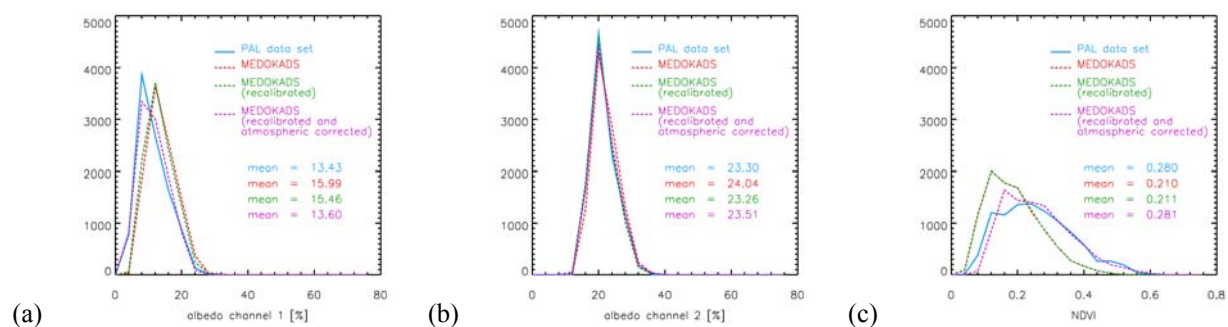 (a)
5000
4000
3000
2000
1000
0
PAL data set
MEDOKADS
MEDOKADS
(recalibrated)
MEDOKADS
(recalibrated and
atmospheric corrected)
mean = 13.43
mean = 15.99
mean = 15.46
mean = 13.60
0 20 40 60 80
albedo channel 1 [%]
(b)
5000
4000
3000
2000
1000
0
PAL data set
MEDOKADS
MEDOKADS
(recalibrated)
MEDOKADS
(recalibrated and
atmospheric corrected)
mean = 23.30
mean = 24.04
mean = 23.26
mean = 23.51
0 20 40 60 80
albedo channel 2 [%]
(c)
5000
4000
3000
2000
1000
0
PAL data set
MEDOKADS
MEDOKADS
(recalibrated)
MEDOKADS
(recalibrated and
atmospheric corrected)
mean = 0.280
mean = 0.210
mean = 0.211
mean = 0.281
0 0.2 0.4 0.6 0.8
NDVI